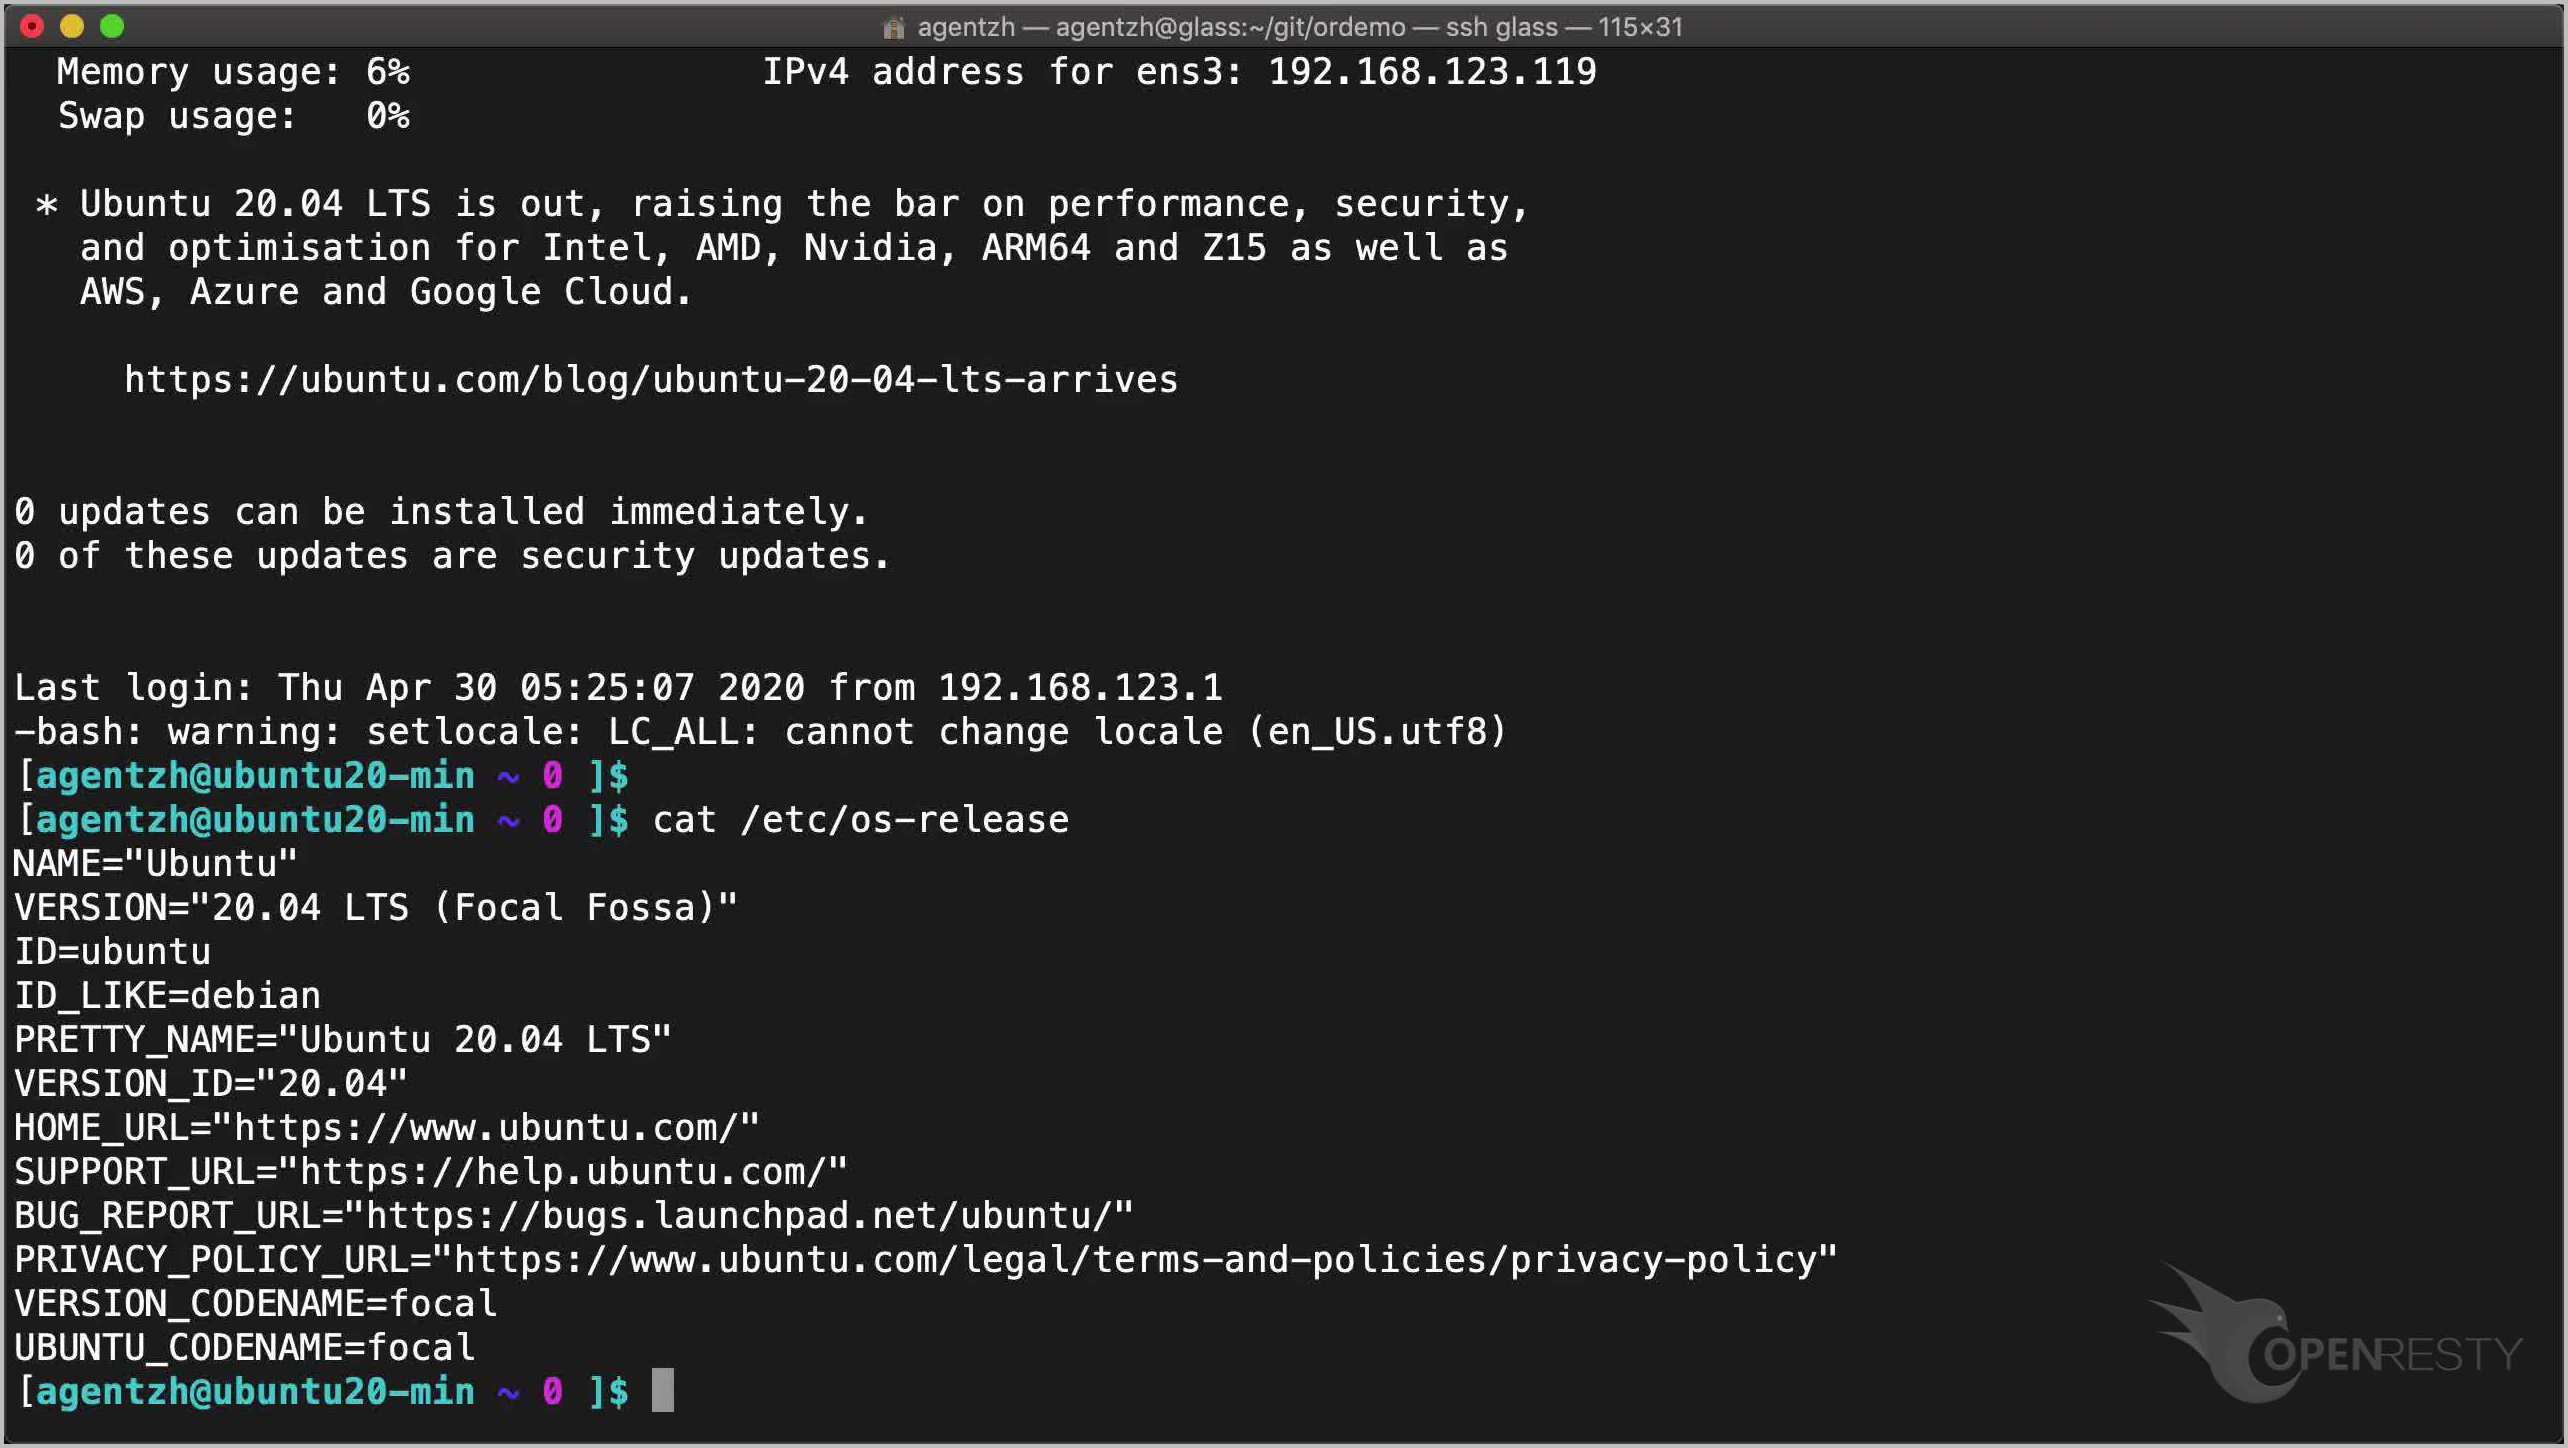 agentzh — agentzh@glass:~/git/ordemo — ssh glass — 115×31
Memory usage: 6% IPv4 address for ens3: 192.168.123.119
Swap usage: 0%
* Ubuntu 20.04 LTS is out, raising the bar on performance, security,
and optimisation for Intel, AMD, Nvidia, ARM64 and Z15 as well as
AWS, Azure and Google Cloud.
https://ubuntu.com/blog/ubuntu-20-04-lts-arrives
0 updates can be installed immediately.
0 of these updates are security updates.
Last login: Thu Apr 30 05:25:07 2020 from 192.168.123.1
-bash: warning: setlocale: LC_ALL: cannot change locale (en_US.utf8)
[agentzh@ubuntu20-min ~ 0 ]$
[agentzh@ubuntu20-min ~ 0 ]$ cat /etc/os-release
NAME="Ubuntu"
VERSION="20.04 LTS (Focal Fossa)"
ID=ubuntu
ID_LIKE=debian
PRETTY_NAME="Ubuntu 20.04 LTS"
VERSION_ID="20.04"
HOME_URL="https://www.ubuntu.com/"
SUPPORT_URL="https://help.ubuntu.com/"
BUG_REPORT_URL="https://bugs.launchpad.net/ubuntu/"
PRIVACY_POLICY_URL="https://www.ubuntu.com/legal/terms-and-policies/privacy-policy"
VERSION_CODENAME=focal
UBUNTU_CODENAME=focal
[agentzh@ubuntu20-min ~ 0 ]$
OPENRESTY